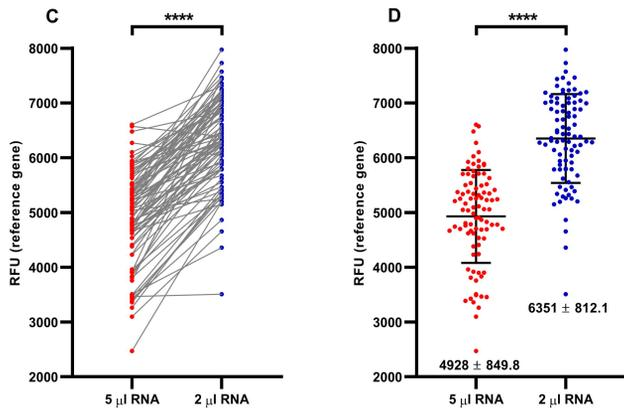 C
****
RFU (reference gene)
8000
7000
6000
5000
4000
3000
2000
5 μl RNA 2 μl RNA
D
****
RFU (reference gene)
8000
7000
6000
5000
4000
3000
2000
6351 ± 812.1
4928 ± 849.8
5 μl RNA 2 μl RNA